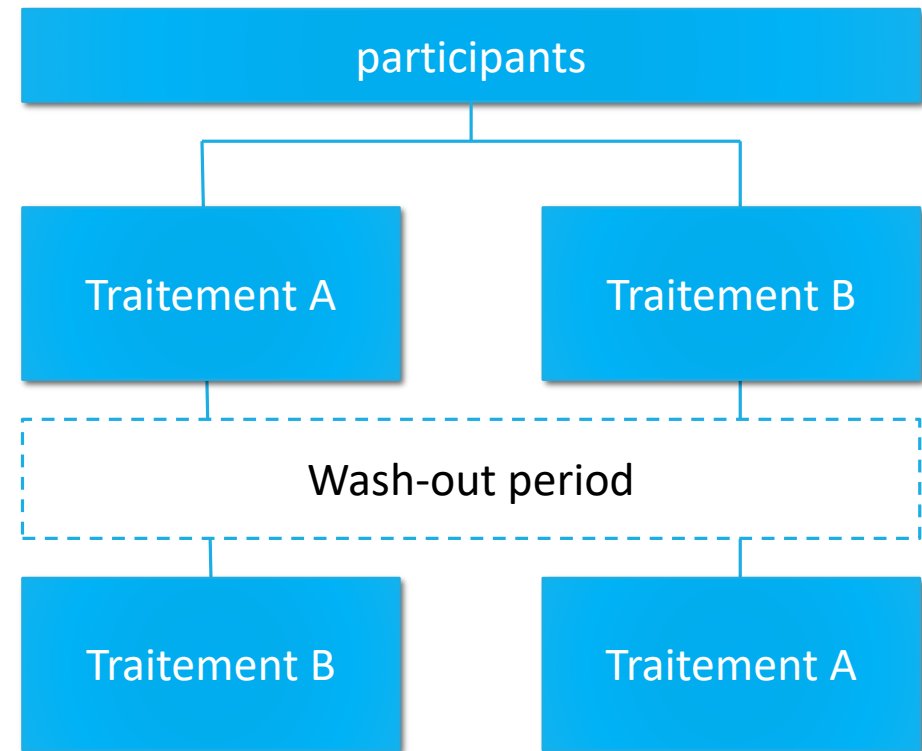 participants
Traitement A
Traitement B
Wash-out period
Traitement B
Traitement A